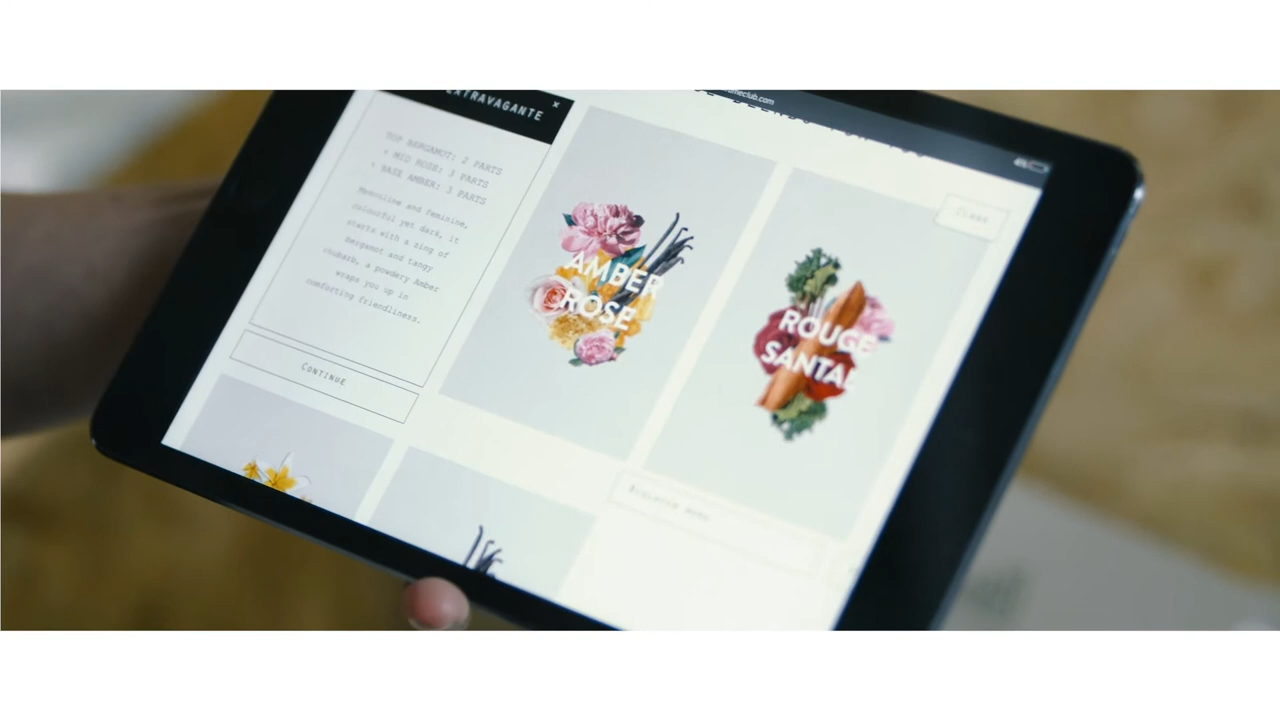 EXTRAVAGANTE
TOP BERGAMOT: 2 PARTS
+ MID ROSE: 3 PARTS
+ BASE AMBER: 3 PARTS
Masculine and feminine,
colourful yet dark, it
starts with a zing of
bergamot and tangy
rhubarb, a powdery Amber
wraps you up in
comforting friendliness.
CONTINUE
AMBER
ROSE
ROUGE
SANTAL